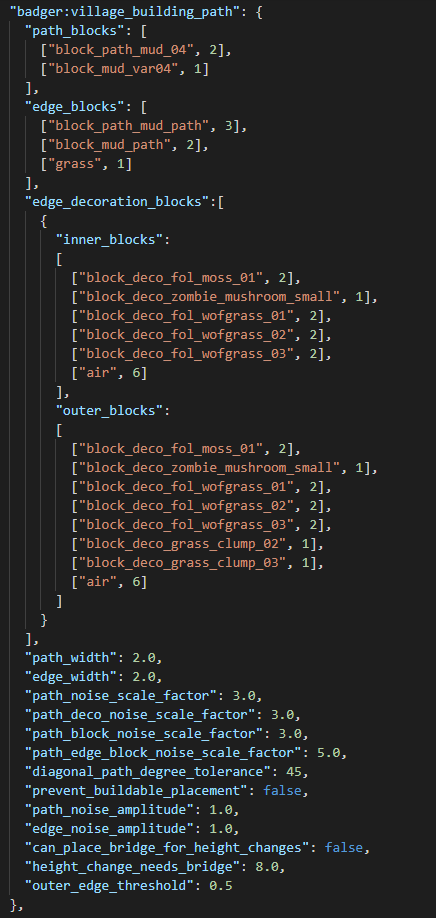 "badger:village_building_path": {
"path_blocks": [
["block_path_mud_04", 2],
["block_mud_var04", 1]
],
"edge_blocks": [
["block_path_mud_path", 3],
["block_mud_path", 2],
["grass", 1]
],
"edge_decoration_blocks":[
{
"inner_blocks":
[
["block_deco_fol_moss_01", 2],
["block_deco_zombie_mushroom_small", 1],
["block_deco_fol_wofgrass_01", 2],
["block_deco_fol_wofgrass_02", 2],
["block_deco_fol_wofgrass_03", 2],
["air", 6]
],
"outer_blocks":
[
["block_deco_fol_moss_01", 2],
["block_deco_zombie_mushroom_small", 1],
["block_deco_fol_wofgrass_01", 2],
["block_deco_fol_wofgrass_02", 2],
["block_deco_fol_wofgrass_03", 2],
["block_deco_grass_clump_02", 1],
["block_deco_grass_clump_03", 1],
["air", 6]
]
}
],
"path_width": 2.0,
"edge_width": 2.0,
"path_noise_scale_factor": 3.0,
"path_deco_noise_scale_factor": 3.0,
"path_block_noise_scale_factor": 3.0,
"path_edge_block_noise_scale_factor": 5.0,
"diagonal_path_degree_tolerance": 45,
"prevent_buildable_placement": false,
"path_noise_amplitude": 1.0,
"edge_noise_amplitude": 1.0,
"can_place_bridge_for_height_changes": false,
"height_change_needs_bridge": 8.0,
"outer_edge_threshold": 0.5
},